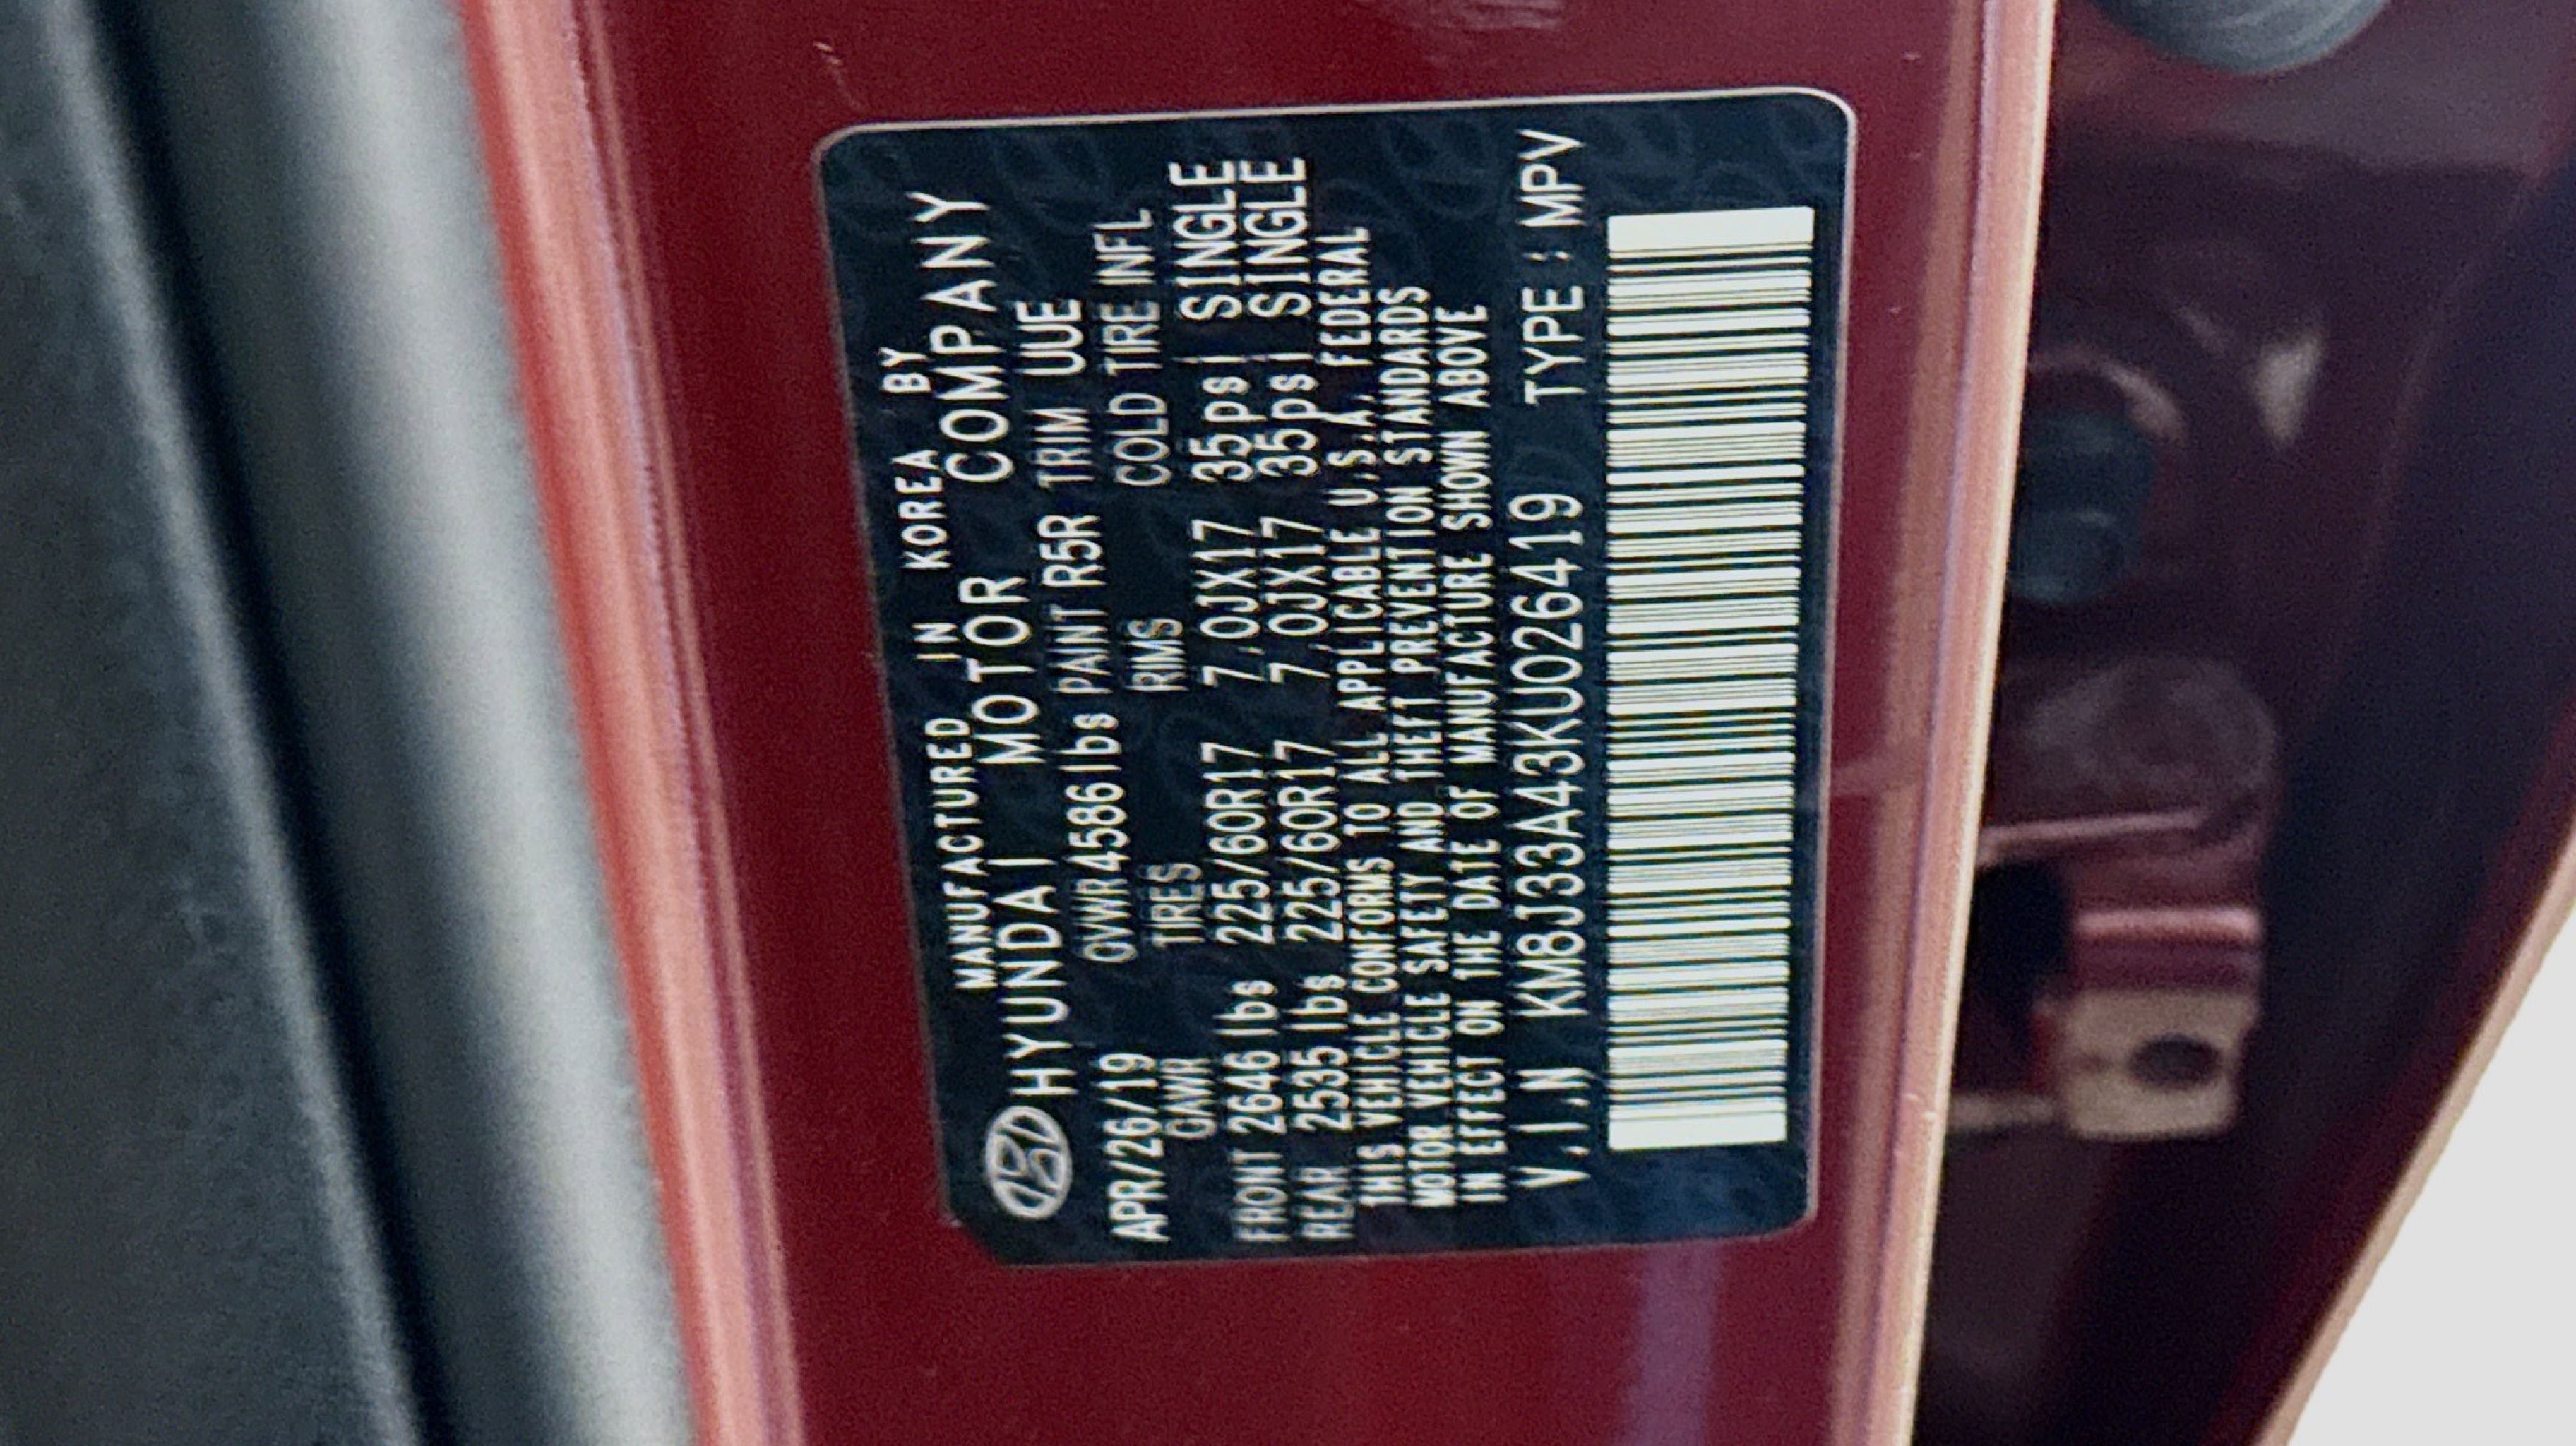 MANUFACTURED IN KOREA BY
HYUNDAI MOTOR COMPANY
APR/26/19 GVWR 4586lbs PAINT R5R TRIM UUE
GAWR TIRES RIMS COLD TIRE INFL
FRONT 2646 lbs 225/60R17 7.0JX17 35psi SINGLE
REAR 2535 lbs 225/60R17 7.0JX17 35psi SINGLE
THIS VEHICLE CONFORMS TO ALL APPLICABLE U.S.A. FEDERAL
MOTOR VEHICLE SAFETY AND THEFT PREVENTION STANDARDS
IN EFFECT ON THE DATE OF MANUFACTURE SHOWN ABOVE
V.I.N KM8J33A43KU026419 TYPE : MPV